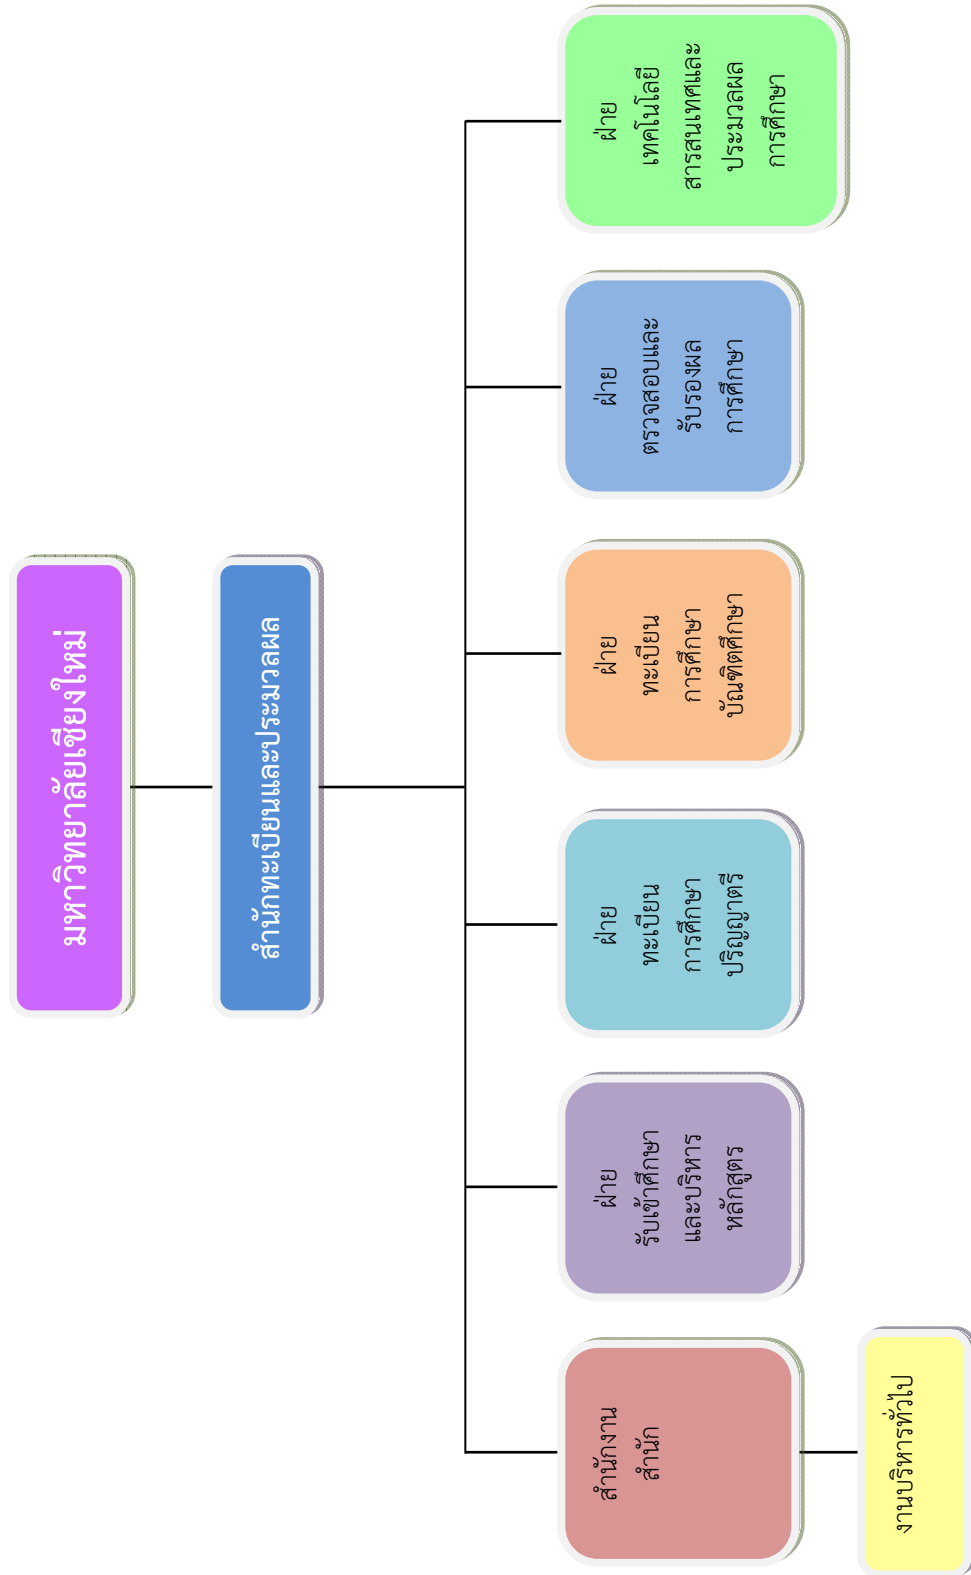 มหาวิทยาลัยเชียงใหม่
สำนักทะเบียนและประมวลผล
สำนักงาน
สำนัก
ฝ่าย
รับเข้าศึกษา
และบริหาร
หลักสูตร
ฝ่าย
ทะเบียน
การศึกษา
ปริญญาตรี
ฝ่าย
ทะเบียน
การศึกษา
บัณฑิตศึกษา
ฝ่าย
ตรวจสอบและ
รับรองผล
การศึกษา
ฝ่าย
เทคโนโลยี
สารสนเทศและ
ประมวลผล
การศึกษา
งานบริหารทั่วไป